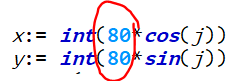 x:= int(80*cos(j))
y:= int(80*sin(j))